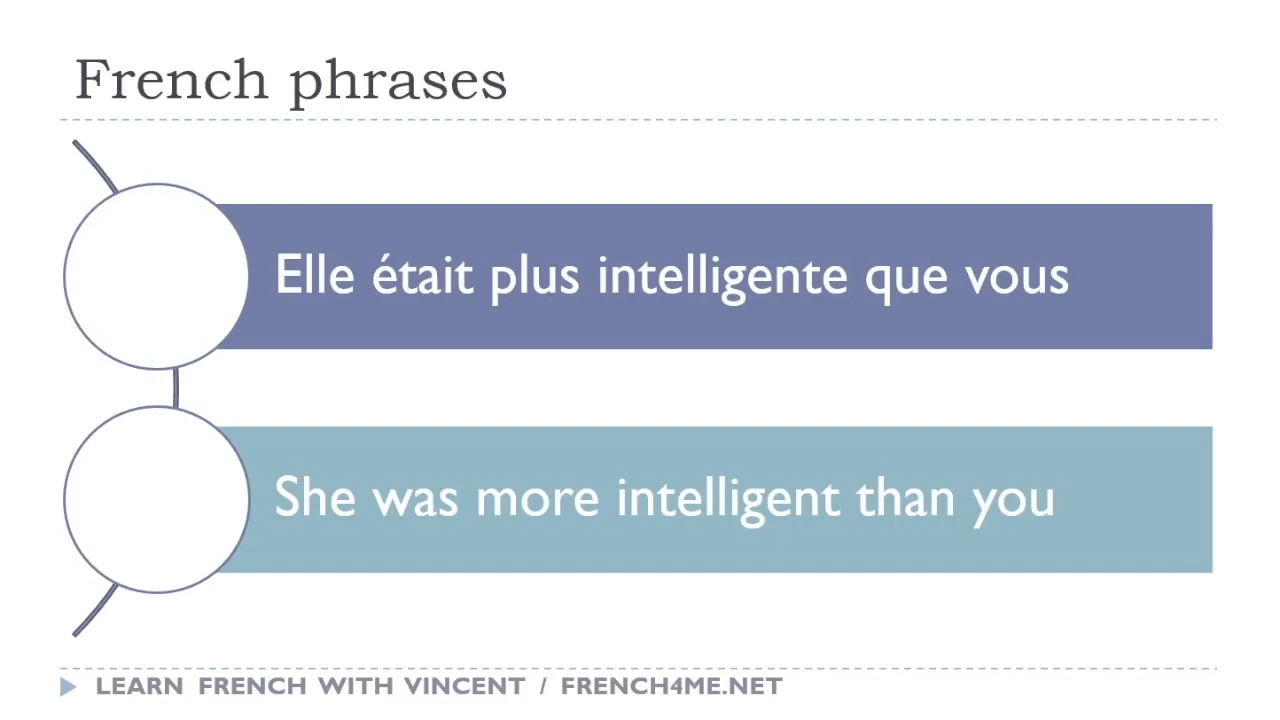 French phrases
Elle était plus intelligente que vous
She was more intelligent than you
LEARN FRENCH WITH VINCENT / FRENCH4ME.NET